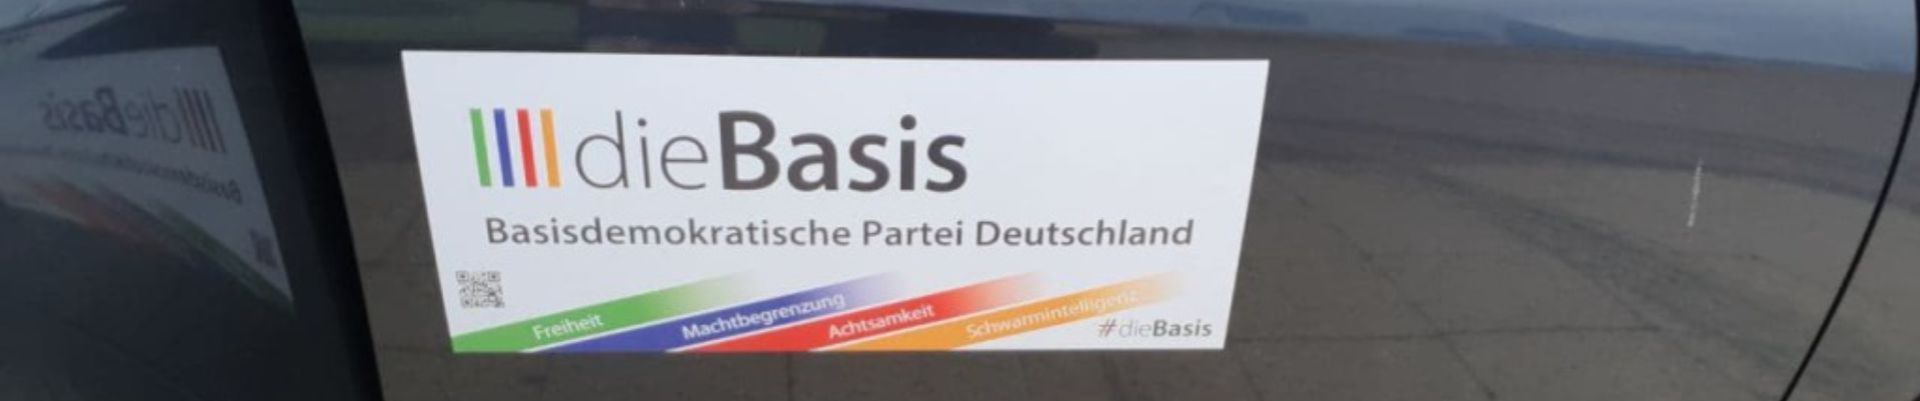 dieBasis
Basisdemokratische Partei Deutschland
Freiheit
Machtbegrenzung
Achtsamkeit
Schwarmintelligenz
#dieBasis